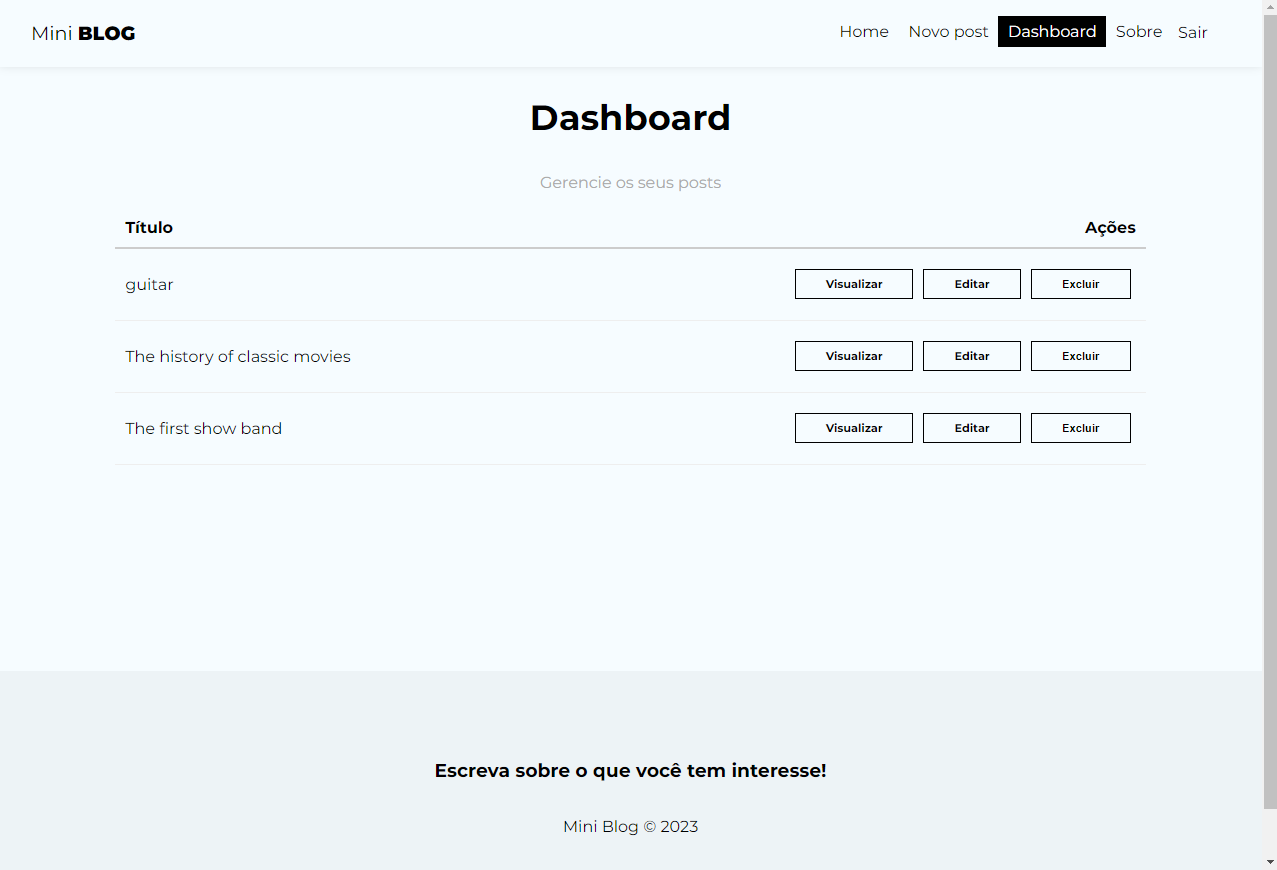 Mini BLOG Home Novo post Dashboard Sobre Sair
Dashboard
Gerencie os seus posts
Título Ações
guitar Visualizar Editar Excluir
The history of classic movies Visualizar Editar Excluir
The first show band Visualizar Editar Excluir
Escreva sobre o que você tem interesse!
Mini Blog © 2023